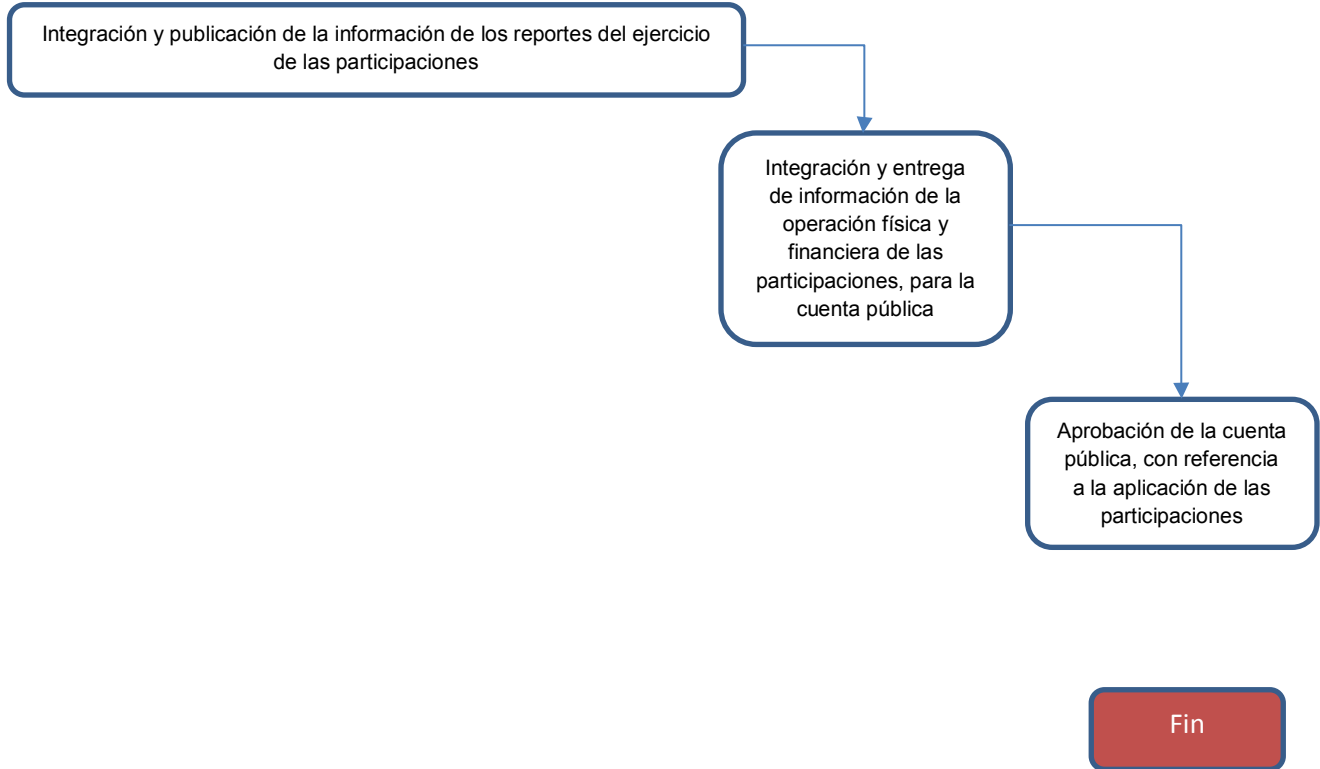 Integración y publicación de la información de los reportes del ejercicio
de las participaciones
Integración y entrega
de información de la
operación física y
financiera de las
participaciones, para la
cuenta pública
Aprobación de la cuenta
pública, con referencia
a la aplicación de las
participaciones
Fin